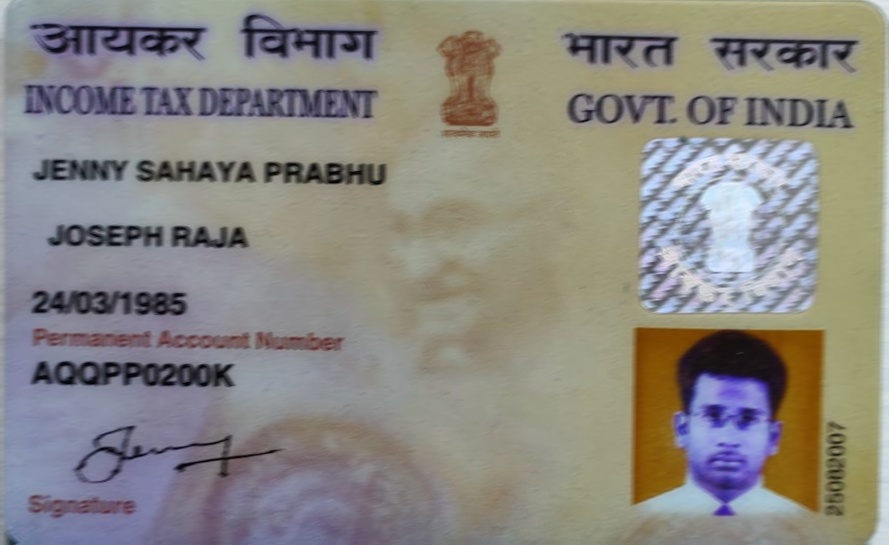 आयकर विभाग
INCOME TAX DEPARTMENT
भारत सरकार
GOVT. OF INDIA
JENNY SAHAYA PRABHU
JOSEPH RAJA
24/03/1985
Permanent Account Number
AQQPP0200K
Jenny
Signature
25082007